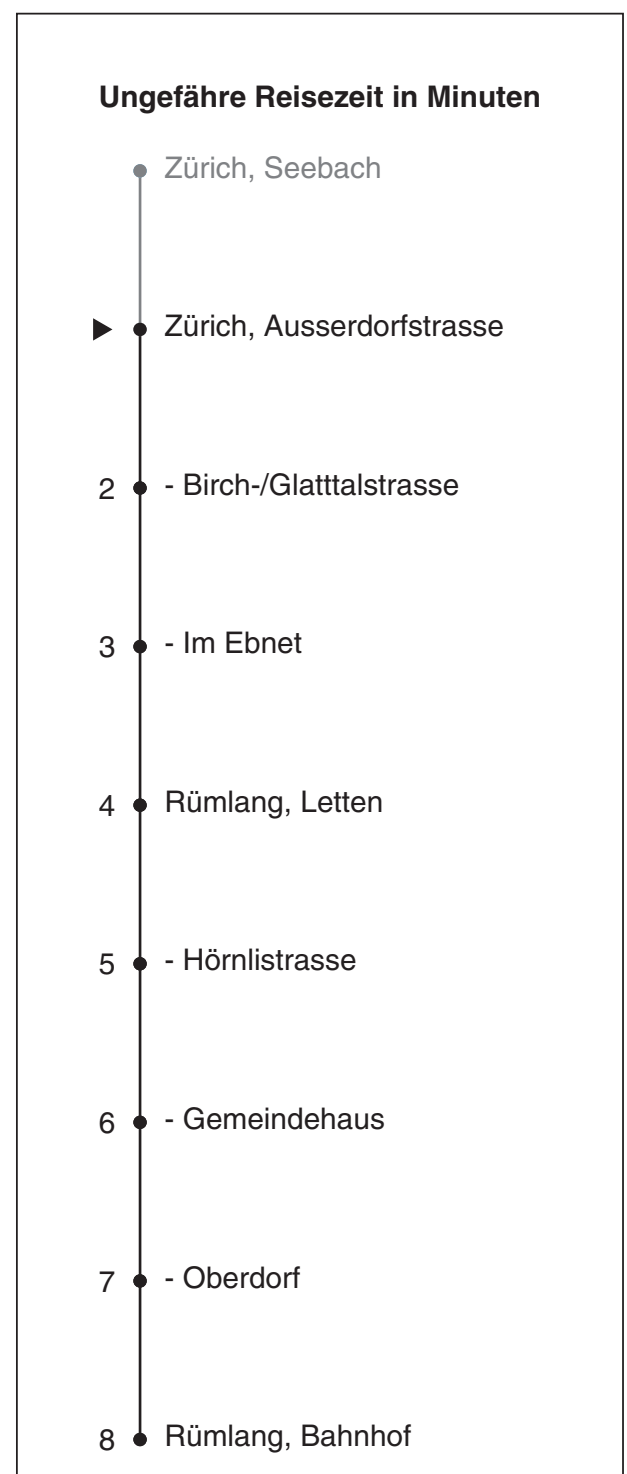 Ungefähre Reisezeit in Minuten
Zürich, Seebach
Zürich, Ausserdorfstrasse
2 - Birch-/Glatttalstrasse
3 - Im Ebnet
4 Rümlang, Letten
5 - Hörnlistrasse
6 - Gemeindehaus
7 - Oberdorf
8 Rümlang, Bahnhof